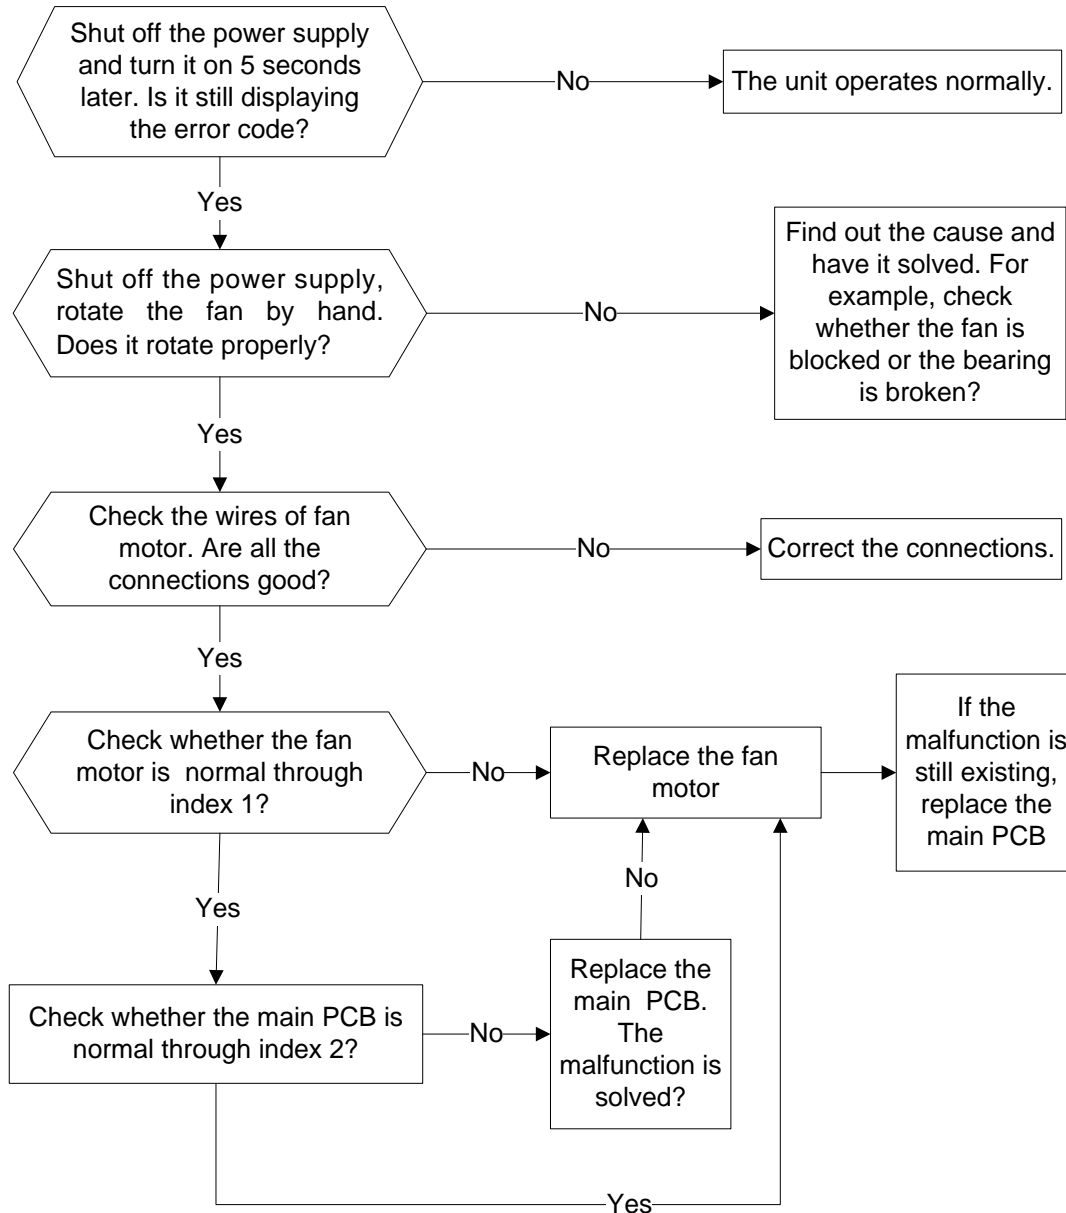 Shut off the power supply
and turn it on 5 seconds
later. Is it still displaying
the error code?
No
The unit operates normally.
Yes
Shut off the power supply,
rotate the fan by hand.
Does it rotate properly?
No
Find out the cause and
have it solved. For
example, check
whether the fan is
blocked or the bearing
is broken?
Yes
Check the wires of fan
motor. Are all the
connections good?
No
Correct the connections.
Yes
Check whether the fan
motor is normal through
index 1?
No
Replace the fan
motor
If the
malfunction is
still existing,
replace the
main PCB
Yes
No
Check whether the main PCB is
normal through index 2?
No
Replace the
main PCB.
The
malfunction is
solved?
Yes